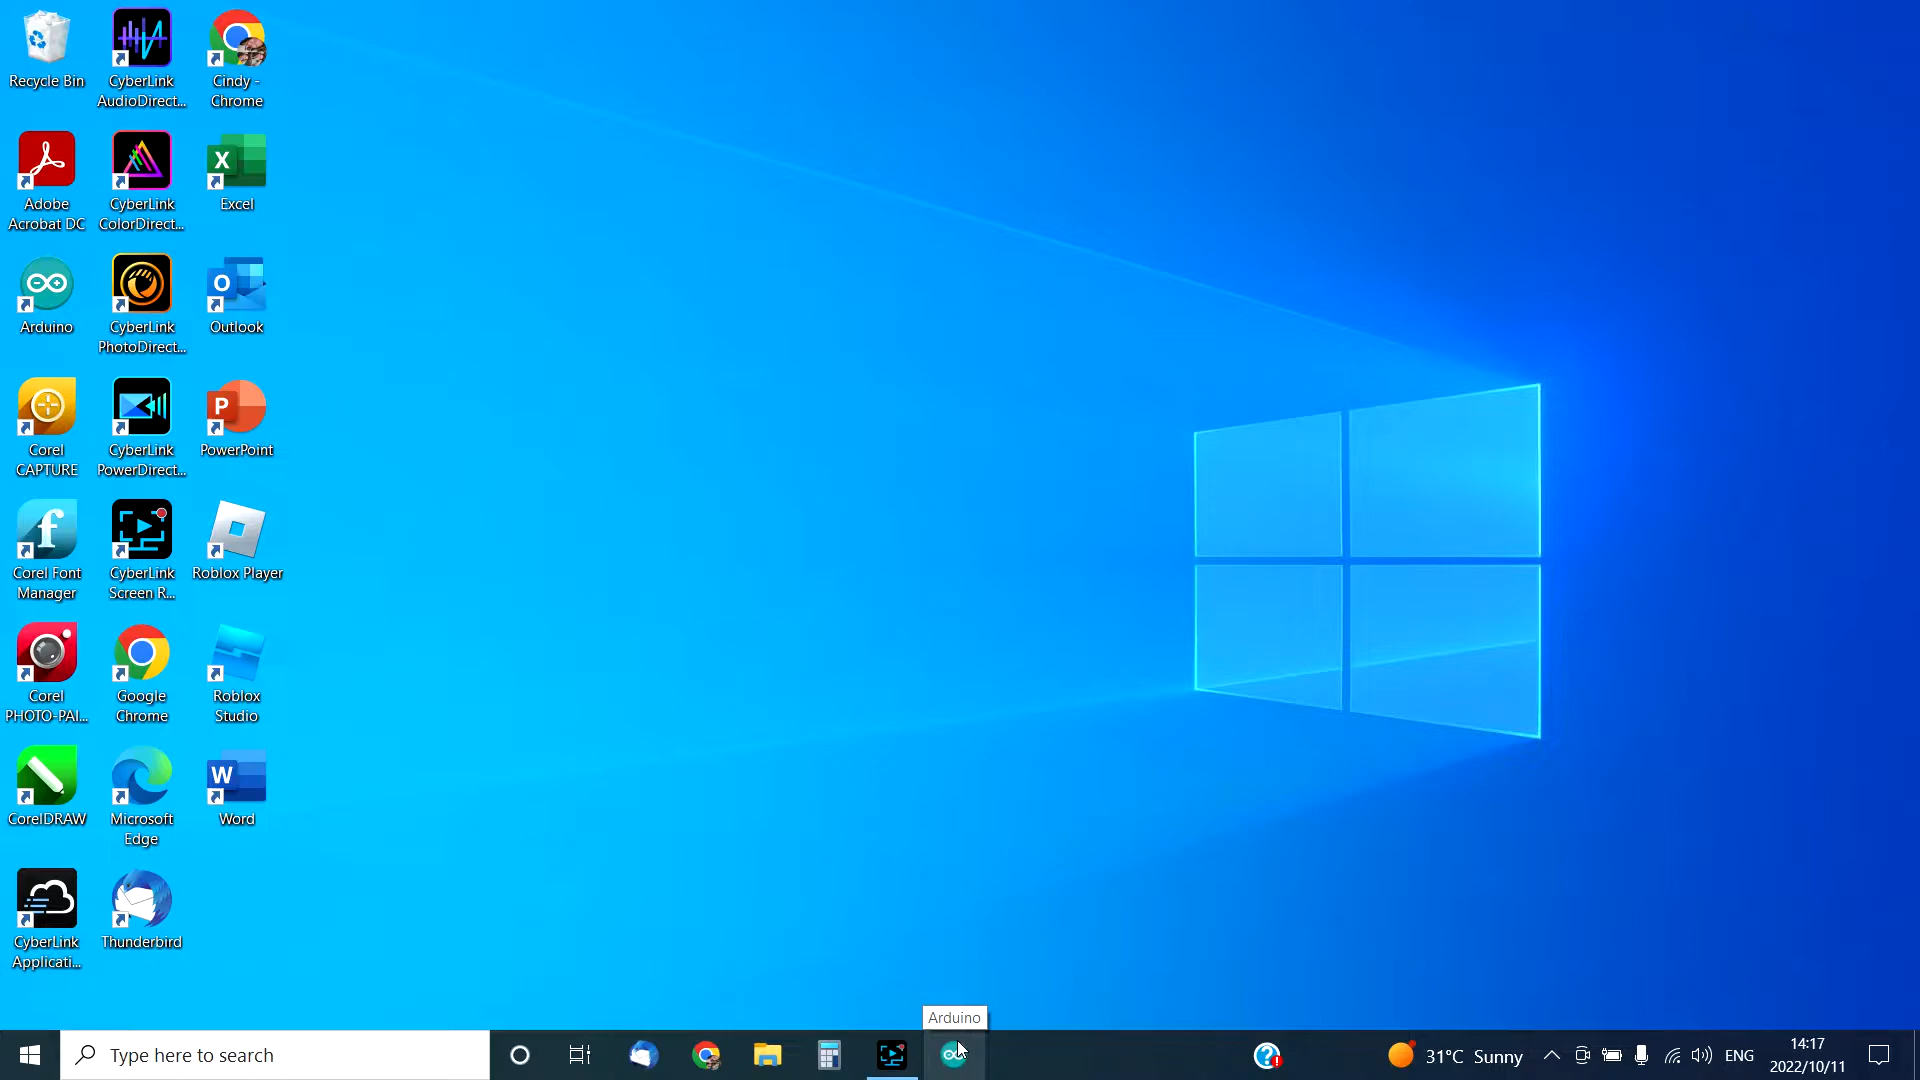 Recycle Bin
CyberLink
AudioDirect...
Cindy -
Chrome
Adobe
Acrobat DC
CyberLink
ColorDirect...
Excel
Arduino
CyberLink
PhotoDirect...
Outlook
Corel
CAPTURE
CyberLink
PowerDirect...
PowerPoint
Corel Font
Manager
CyberLink
Screen R...
Roblox Player
Corel
PHOTO-PAI...
Google
Chrome
Roblox
Studio
CorelDRAW
Microsoft
Edge
Word
CyberLink
Applicati...
Thunderbird
Arduino
Type here to search
31°C Sunny
ENG
14:17
2022/10/11